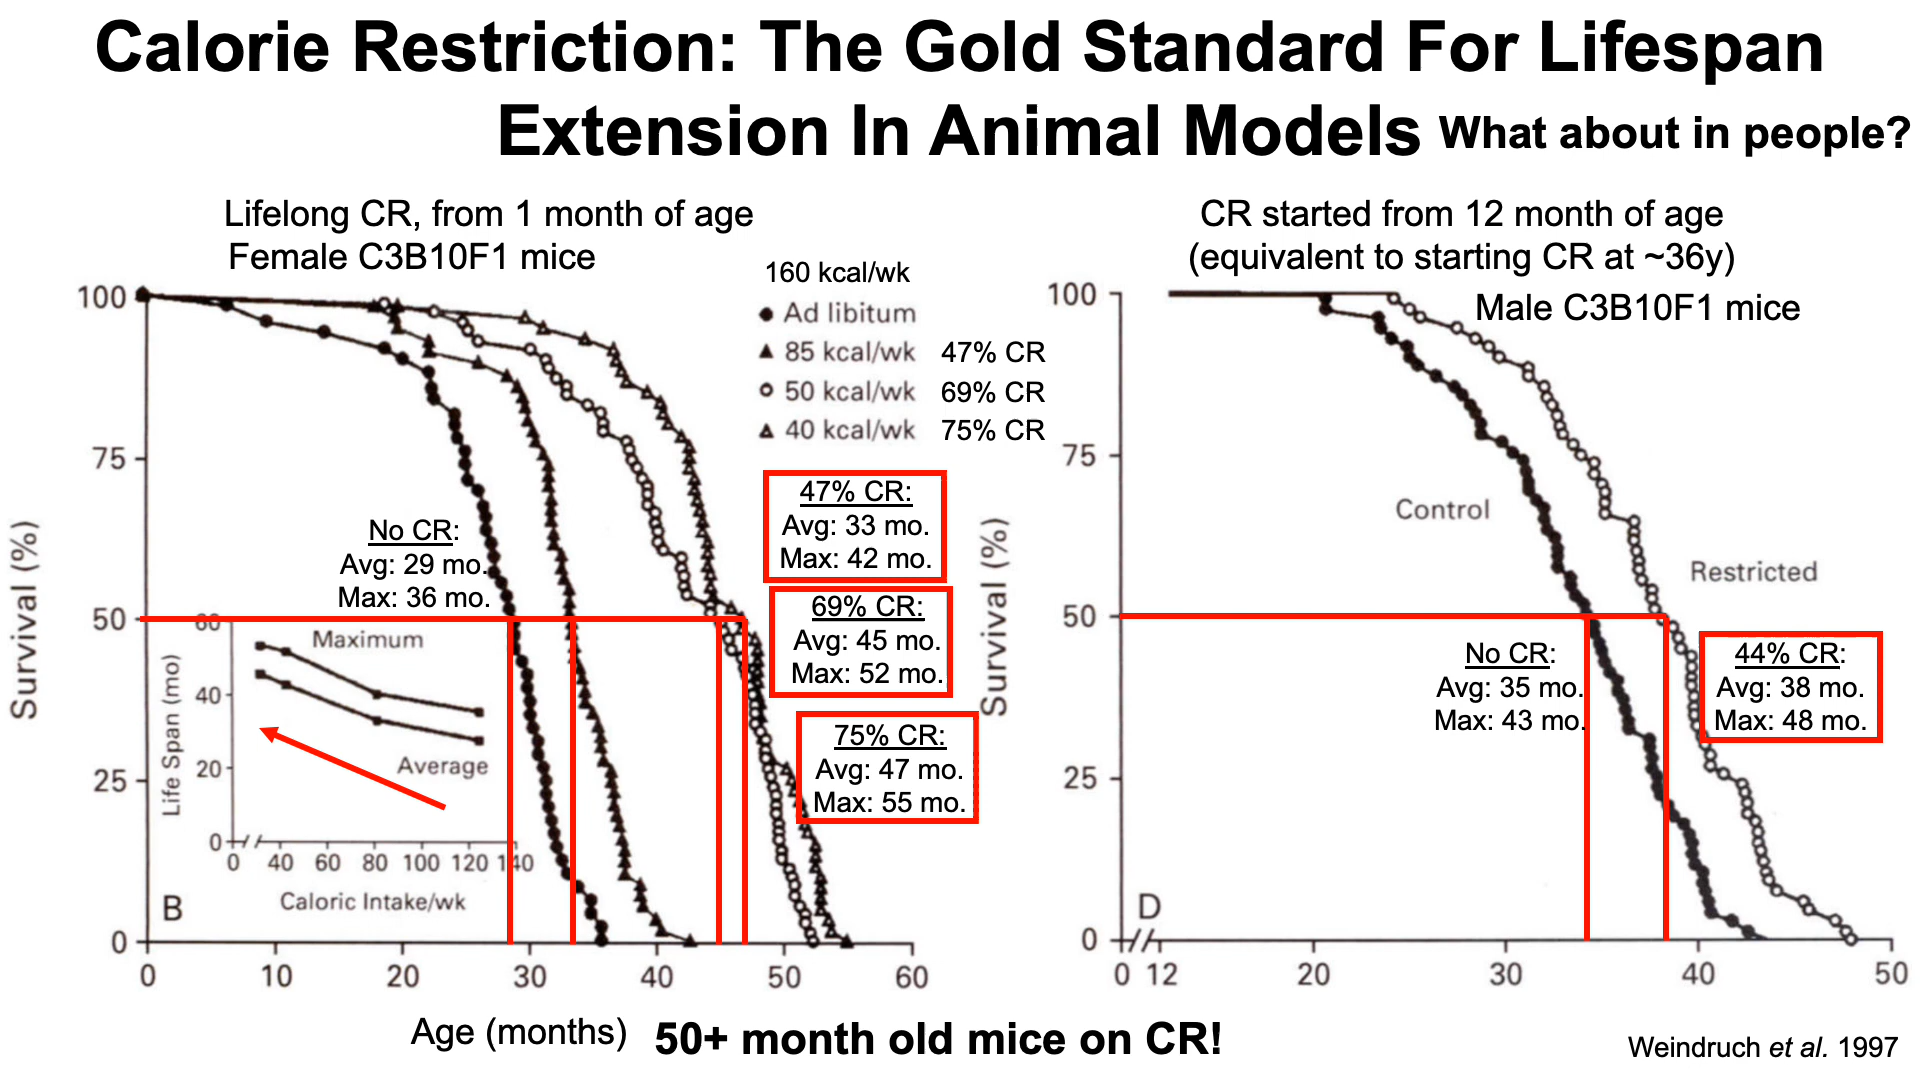 Calorie Restriction: The Gold Standard For Lifespan
Extension In Animal Models What about in people?
Lifelong CR, from 1 month of age
Female C3B10F1 mice
160 kcal/wk
Ad libitum
85 kcal/wk 47% CR
50 kcal/wk 69% CR
40 kcal/wk 75% CR
47% CR:
Avg: 33 mo.
Max: 42 mo.
69% CR:
Avg: 45 mo.
Max: 52 mo.
75% CR:
Avg: 47 mo.
Max: 55 mo.
No CR:
Avg: 29 mo.
Max: 36 mo.
Survival (%)
100
75
50
25
0
0 10 20 30 40 50 60
Age (months)
B
Maximum
Average
Life Span (mo)
60
40
20
0
0 40 60 80 100 120 140
Caloric Intake/wk
50+ month old mice on CR!
CR started from 12 month of age
(equivalent to starting CR at ~36y)
Male C3B10F1 mice
Survival (%)
100
75
50
25
0
Control
Restricted
No CR:
Avg: 35 mo.
Max: 43 mo.
44% CR:
Avg: 38 mo.
Max: 48 mo.
D
0 12 20 30 40 50
Weindruch et al. 1997